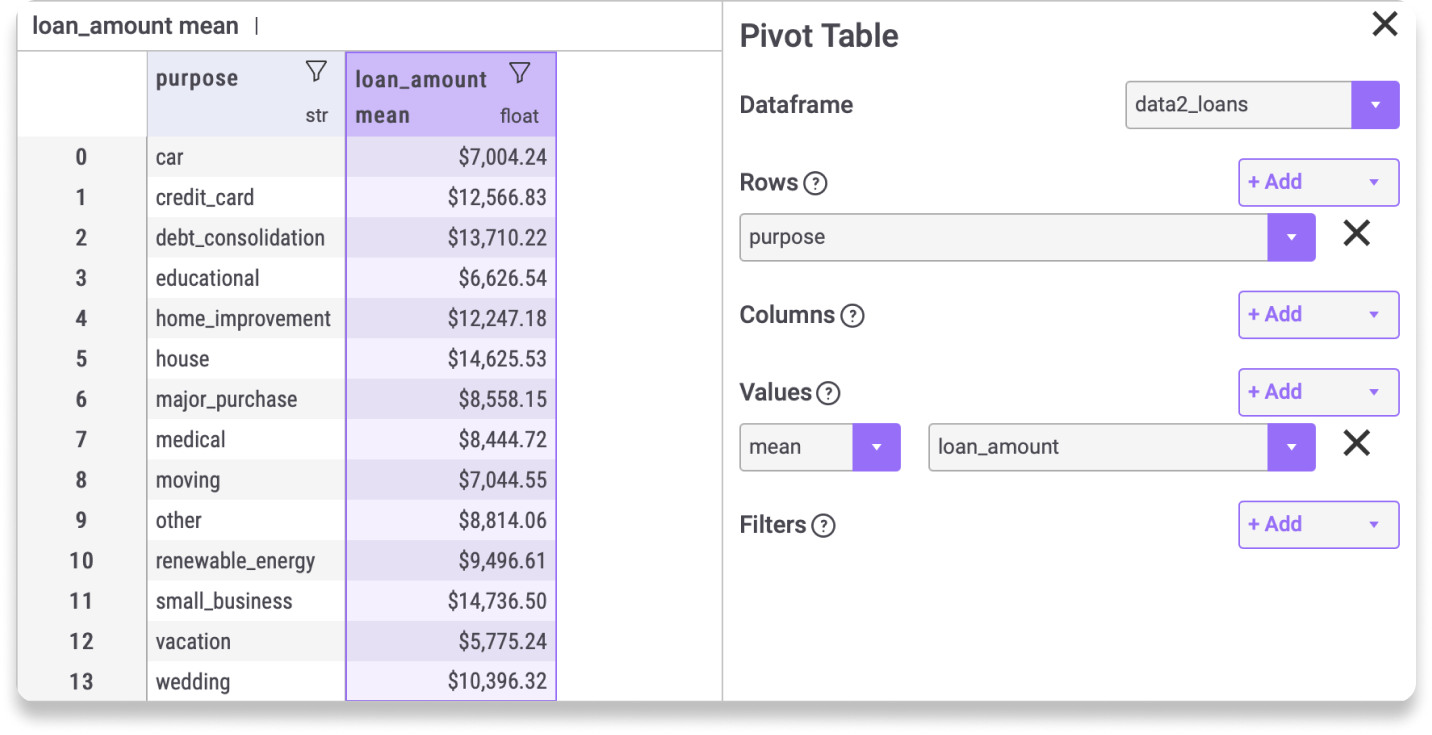 loan_amount mean
purpose str loan_amount mean float
0 car $7,004.24
1 credit_card $12,566.83
2 debt_consolidation $13,710.22
3 educational $6,626.54
4 home_improvement $12,247.18
5 house $14,625.53
6 major_purchase $8,558.15
7 medical $8,444.72
8 moving $7,044.55
9 other $8,814.06
10 renewable_energy $9,496.61
11 small_business $14,736.50
12 vacation $5,775.24
13 wedding $10,396.32
Pivot Table
Dataframe data2_loans
Rows ? + Add
purpose
Columns ? + Add
Values ? + Add
mean loan_amount
Filters ? + Add